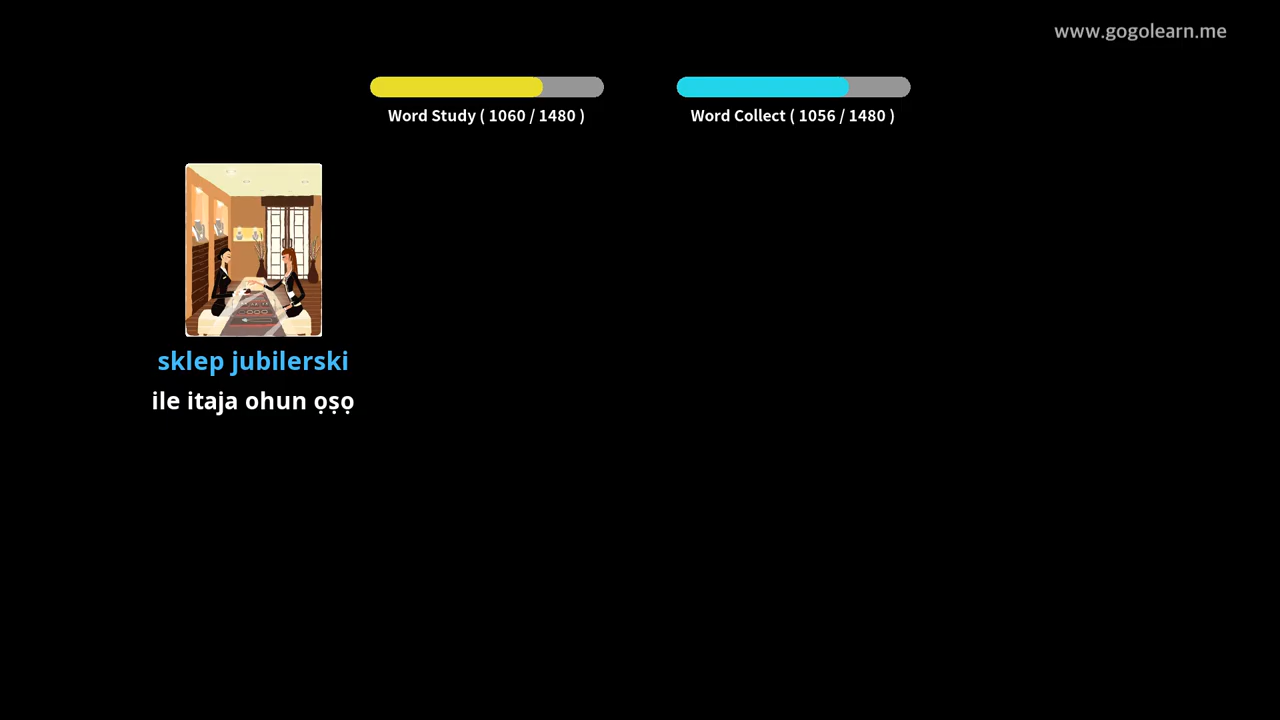 www.gogolearn.me
Word Study ( 1060 / 1480 )
Word Collect ( 1056 / 1480 )
sklep jubilerski
ile itaja ohun ọṣọ